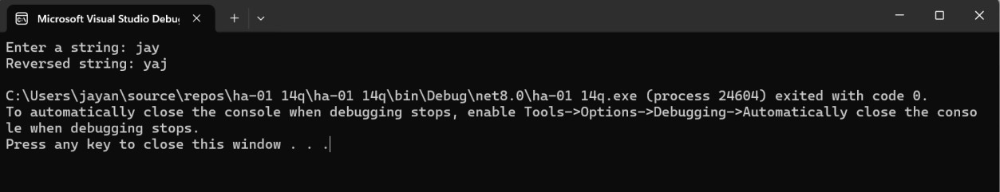 Microsoft Visual Studio Debu
Enter a string: jay
Reversed string: yaj
C:\Users\jayan\source\repos\ha-01 14q\ha-01 14q\bin\Debug\net8.0\ha-01 14q.exe (process 24604) exited with code 0.
To automatically close the console when debugging stops, enable Tools->Options->Debugging->Automatically close the conso
le when debugging stops.
Press any key to close this window . . .